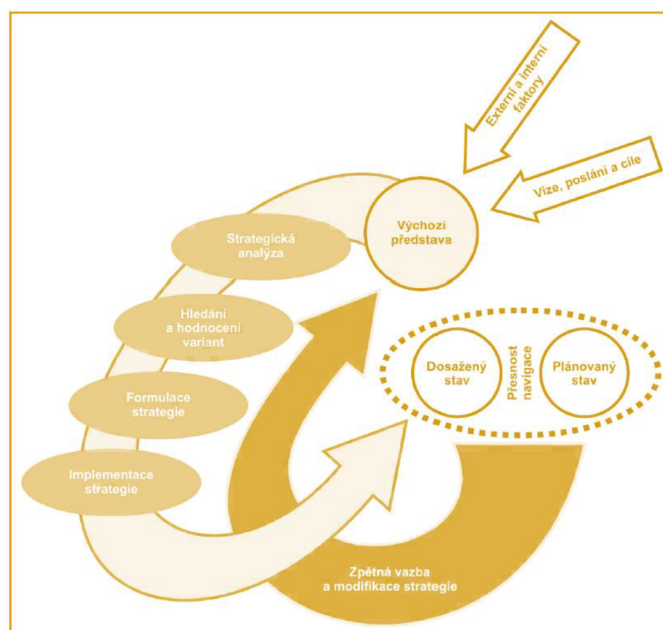 Externí a interní
faktory
Vize, poslání a cíle
Výchozí
představa
Strategická
analýza
Hledání
a hodnocení
variant
Formulace
strategie
Implementace
strategie
Dosažený
stav
Přesnost
navigace
Plánovaný
stav
Zpětná vazba
a modifikace strategie